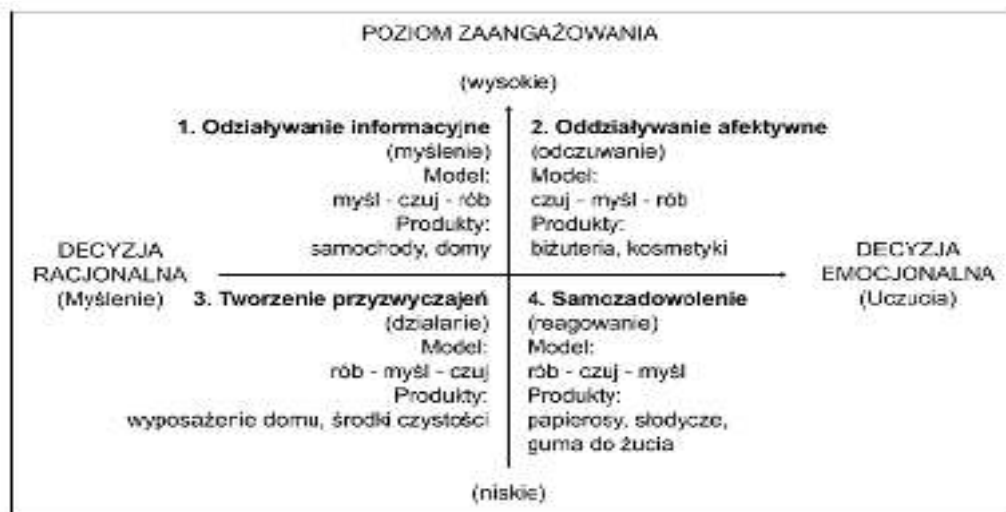 POZIOM ZAANGAŻOWANIA
(wysokie)
1. Odziaływanie informacyjne
(myślenie)
Model:
myśl - czuj - rób
Produkty:
samochody, domy
2. Oddziaływanie afektywne
(odczuwanie)
Model:
czuj - myśl - rób
Produkty:
biżuteria, kosmetyki
DECYZJA
RACJONALNA
(Myślenie)
DECYZJA
EMOCJONALNA
(Uczucia)
3. Tworzenie przyzwyczajeń
(działanie)
Model:
rób - myśl - czuj
Produkty:
wyposażenie domu, środki czystości
4. Samczadowolenie
(reagowanie)
Model:
rób - czuj - myśl
Produkty:
papierosy, słodycze,
guma do żucia
(niskie)